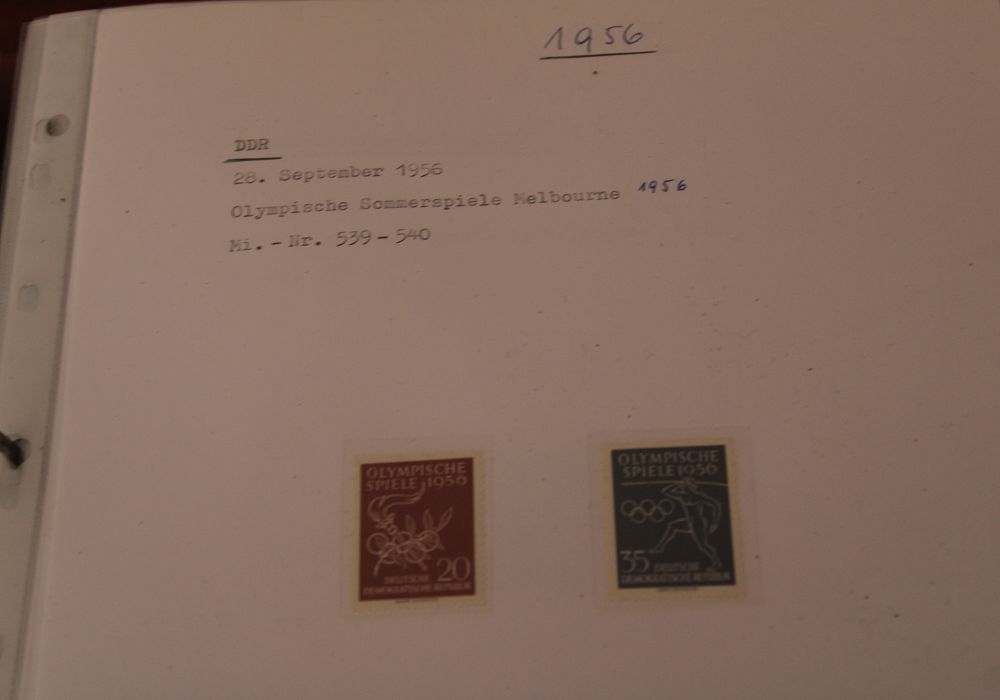 1956
DDR
28. September 1956
Olympische Sommerspiele Melbourne 1956
Mi.-Nr. 539-540
OLYMPISCHE
SPIELE 1956
20
DEUTSCHE
DEMOKRATISCHE REPUBLIK
OLYMPISCHE
SPIELE 1956
35 DEUTSCHE
DEMOKRATISCHE REPUBLIK